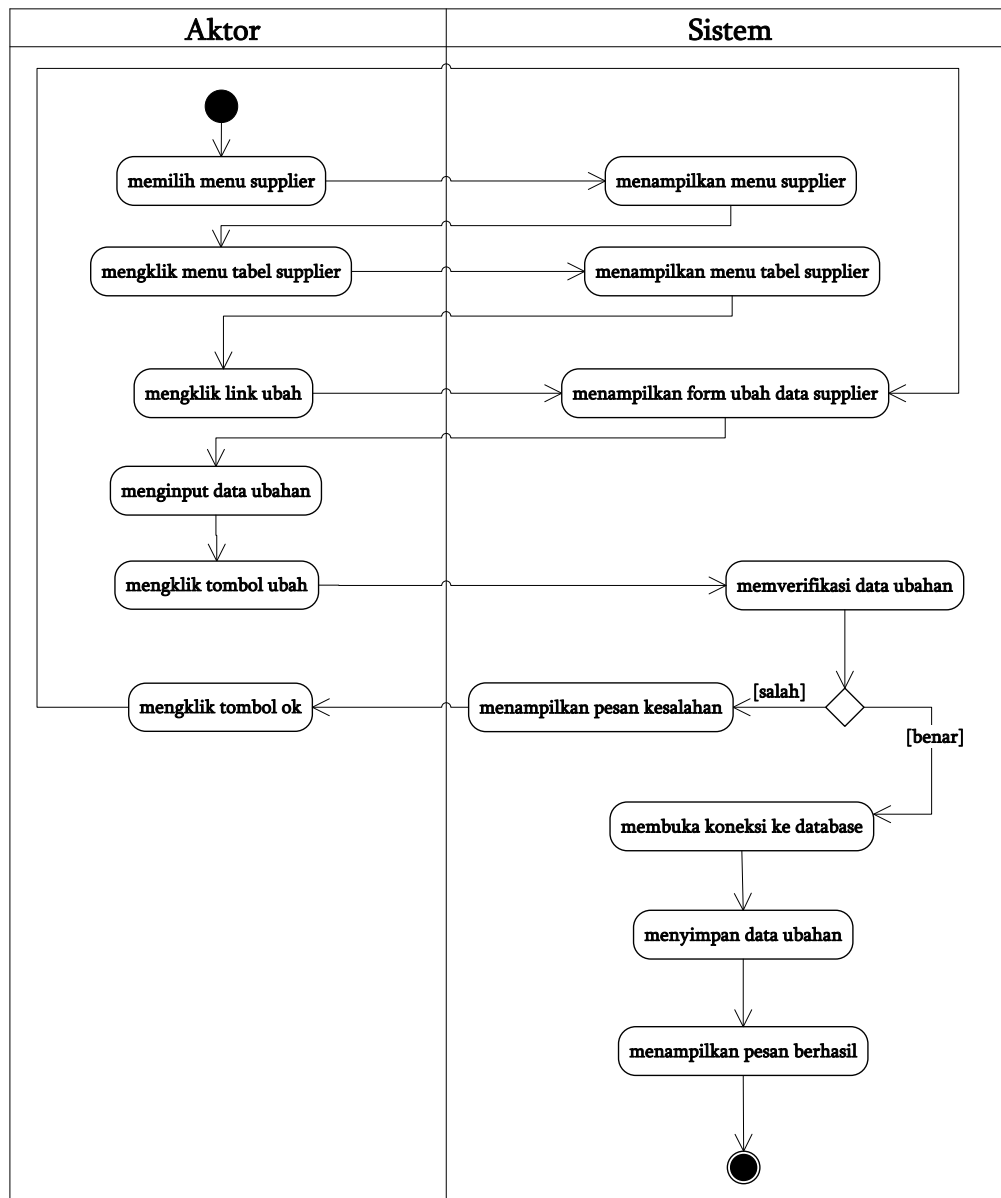 Aktor
Sistem
memilih menu supplier
menampilkan menu supplier
mengklik menu tabel supplier
menampilkan menu tabel supplier
mengklik link ubah
menampilkan form ubah data supplier
menginput data ubahan
mengklik tombol ubah
memverifikasi data ubahan
mengklik tombol ok
menampilkan pesan kesalahan
[salah]
[benar]
membuka koneksi ke database
menyimpan data ubahan
menampilkan pesan berhasil